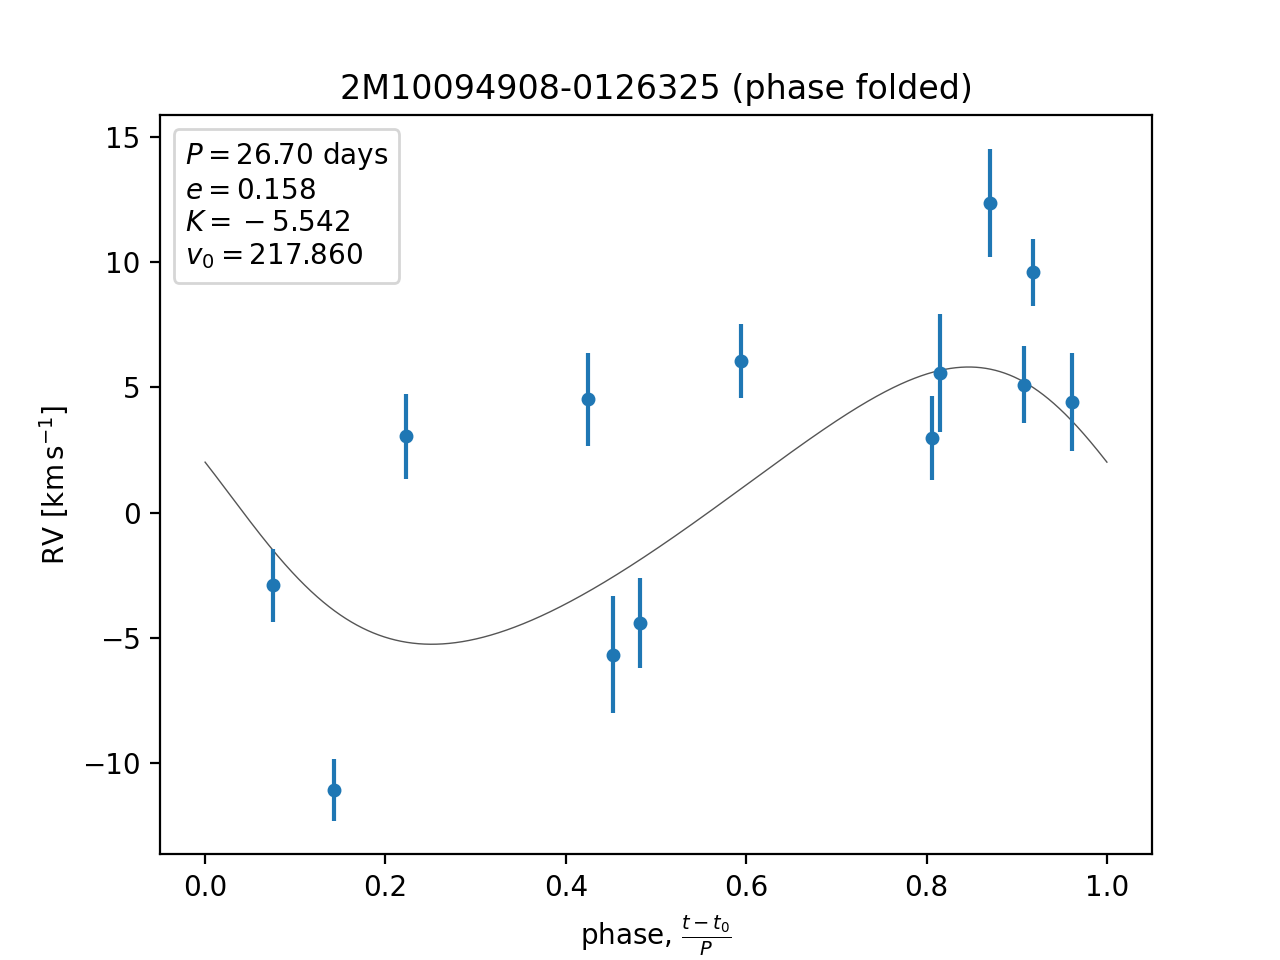 2M10094908-0126325 (phase folded)
P = 26.70 days
e = 0.158
K = −5.542
v₀ = 217.860
15
10
5
0
−5
−10
RV [km s⁻¹]
0.0 0.2 0.4 0.6 0.8 1.0
phase, (t − t₀)/P